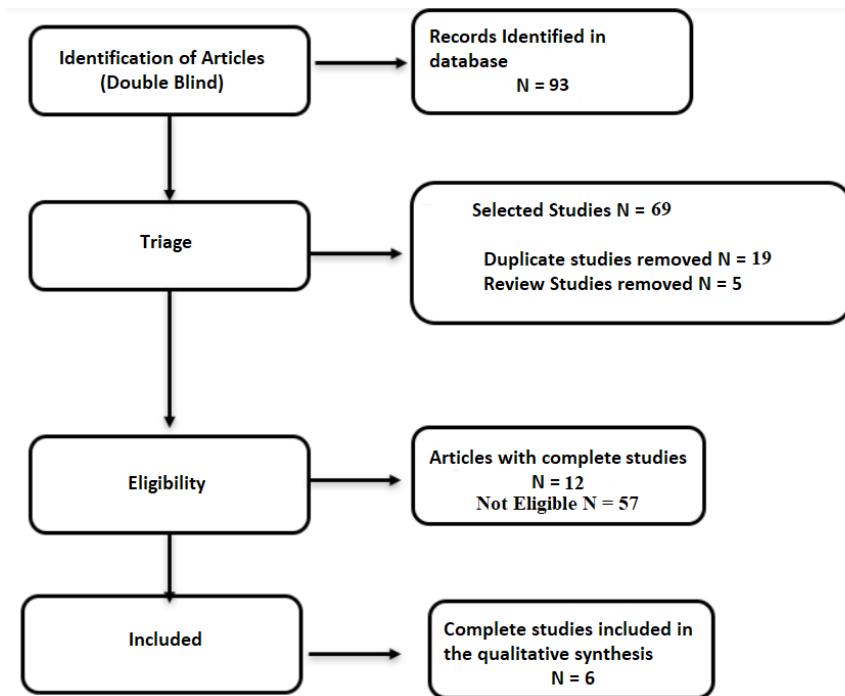 Identification of Articles
(Double Blind)
Records Identified in
database
N = 93
Triage
Selected Studies N = 69
Duplicate studies removed N = 19
Review Studies removed N = 5
Eligibility
Articles with complete studies
N = 12
Not Eligible N = 57
Included
Complete studies included in
the qualitative synthesis
N = 6